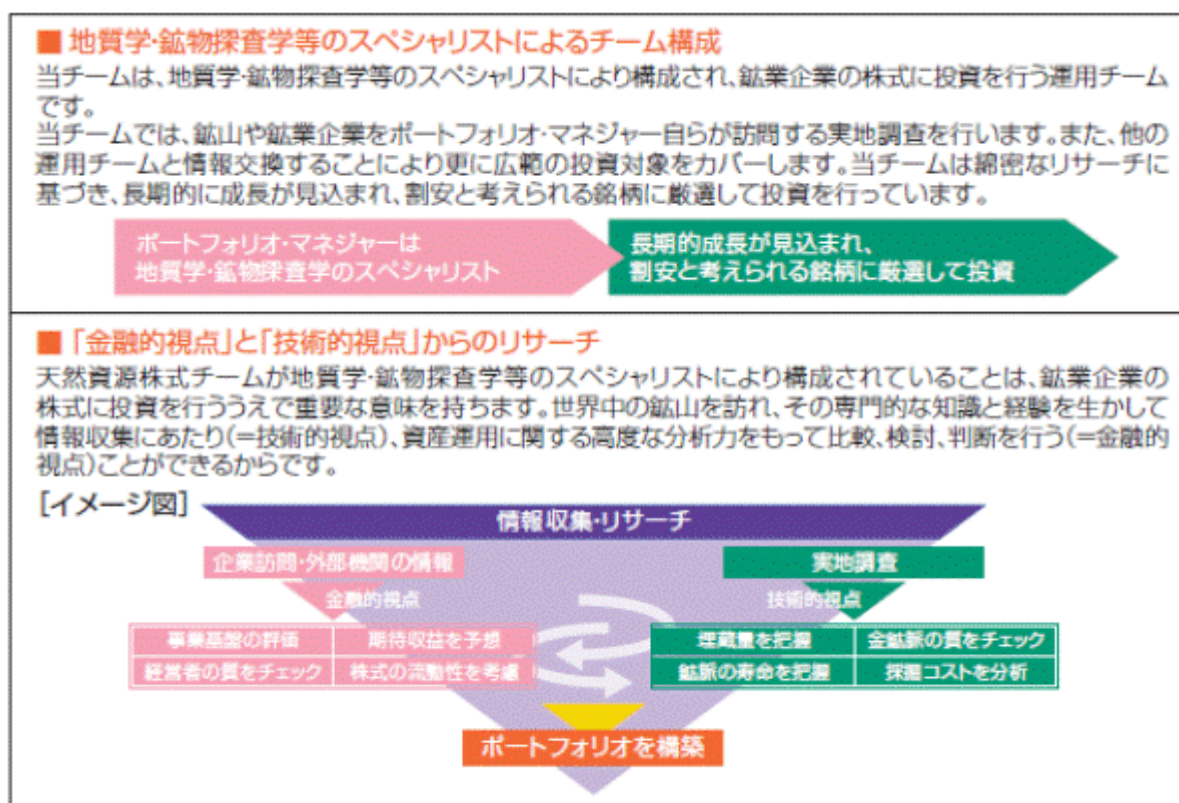 ■ 地質学・鉱物探査学等のスペシャリストによるチーム構成
当チームは、地質学・鉱物探査学等のスペシャリストにより構成され、鉱業企業の株式に投資を行う運用チーム
です。
当チームでは、鉱山や鉱業企業をポートフォリオ・マネジャー自らが訪問する実地調査を行います。また、他の
運用チームと情報交換することにより更に広範の投資対象をカバーします。当チームは綿密なリサーチに
基づき、長期的に成長が見込まれ、割安と考えられる銘柄に厳選して投資を行っています。
ポートフォリオ・マネジャーは
地質学・鉱物探査学のスペシャリスト
長期的成長が見込まれ、
割安と考えられる銘柄に厳選して投資
■ 「金融的視点」と「技術的視点」からのリサーチ
天然資源株式チームが地質学・鉱物探査学等のスペシャリストにより構成されていることは、鉱業企業の
株式に投資を行ううえで重要な意味を持ちます。世界中の鉱山を訪れ、その専門的な知識と経験を生かして
情報収集にあたり(=技術的視点)、資産運用に関する高度な分析力をもって比較、検討、判断を行う(=金融的
視点)ことができるからです。
[イメージ図]
情報収集・リサーチ
企業訪問・外部機関の情報
実地調査
金融的視点
技術的視点
事業基盤の評価 期待収益を予想
経営者の質をチェック 株式の流動性を考慮
埋蔵量を把握 金鉱脈の質をチェック
鉱脈の寿命を把握 採掘コストを分析
ポートフォリオを構築